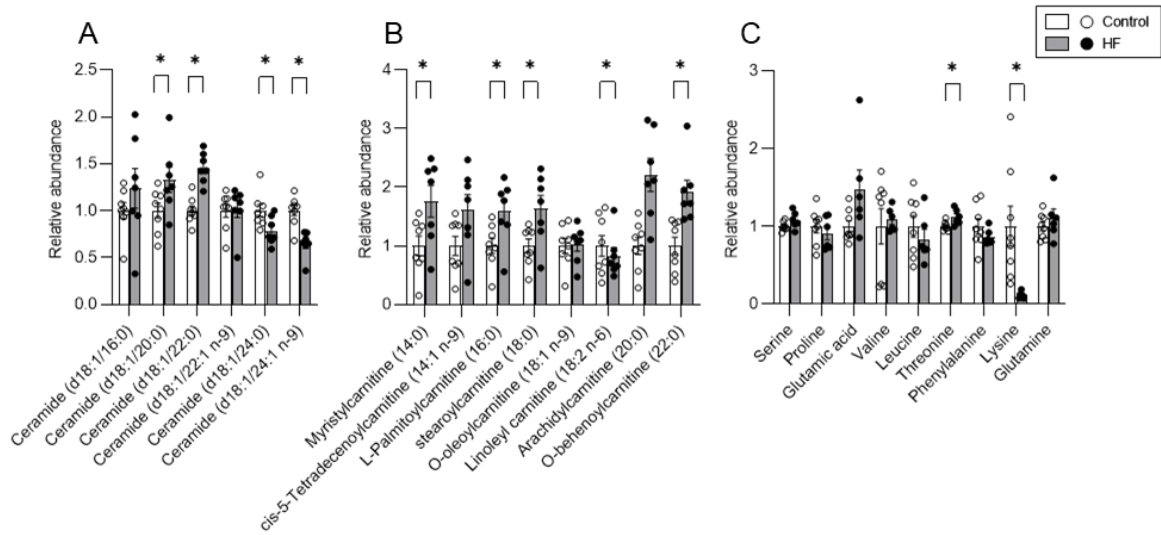 A
B
C
Control
HF
Relative abundance
2.5
2.0
1.5
1.0
0.5
0.0
* * * *
Ceramide (d18:1/16:0)
Ceramide (d18:1/20:0)
Ceramide (d18:1/22:0)
Ceramide (d18:1/22:1 n-9)
Ceramide (d18:1/24:0)
Ceramide (d18:1/24:1 n-9)
Relative abundance
4
3
2
1
0
* * * * *
Myristylcarnitine (14:0)
cis-5-Tetradecenoylcarnitine (14:1 n-9)
L-Palmitoylcarnitine (16:0)
stearoylcarnitine (18:0)
O-oleoylcarnitine (18:1 n-9)
Linoleyl carnitine (18:2 n-6)
Arachidylcarnitine (20:0)
O-behenoylcarnitine (22:0)
Relative abundance
3
2
1
0
* *
Serine
Proline
Glutamic acid
Valine
Leucine
Threonine
Phenylalanine
Lysine
Glutamine